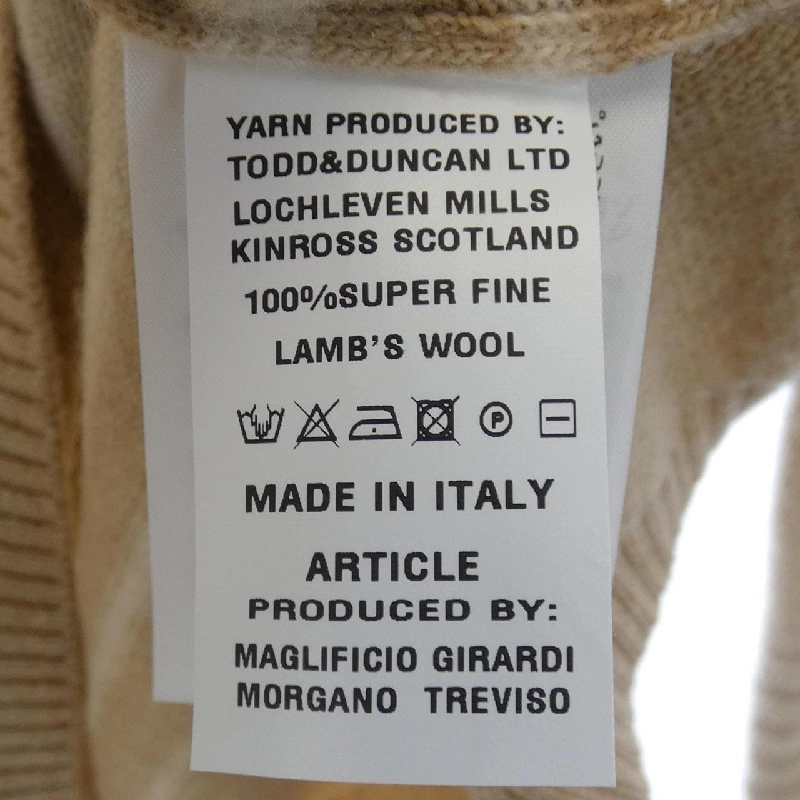 YARN PRODUCED BY:
TODD&DUNCAN LTD
LOCHLEVEN MILLS
KINROSS SCOTLAND
100%SUPER FINE
LAMB'S WOOL
P
MADE IN ITALY
ARTICLE
PRODUCED BY:
MAGLIFICIO GIRARDI
MORGANO TREVISO